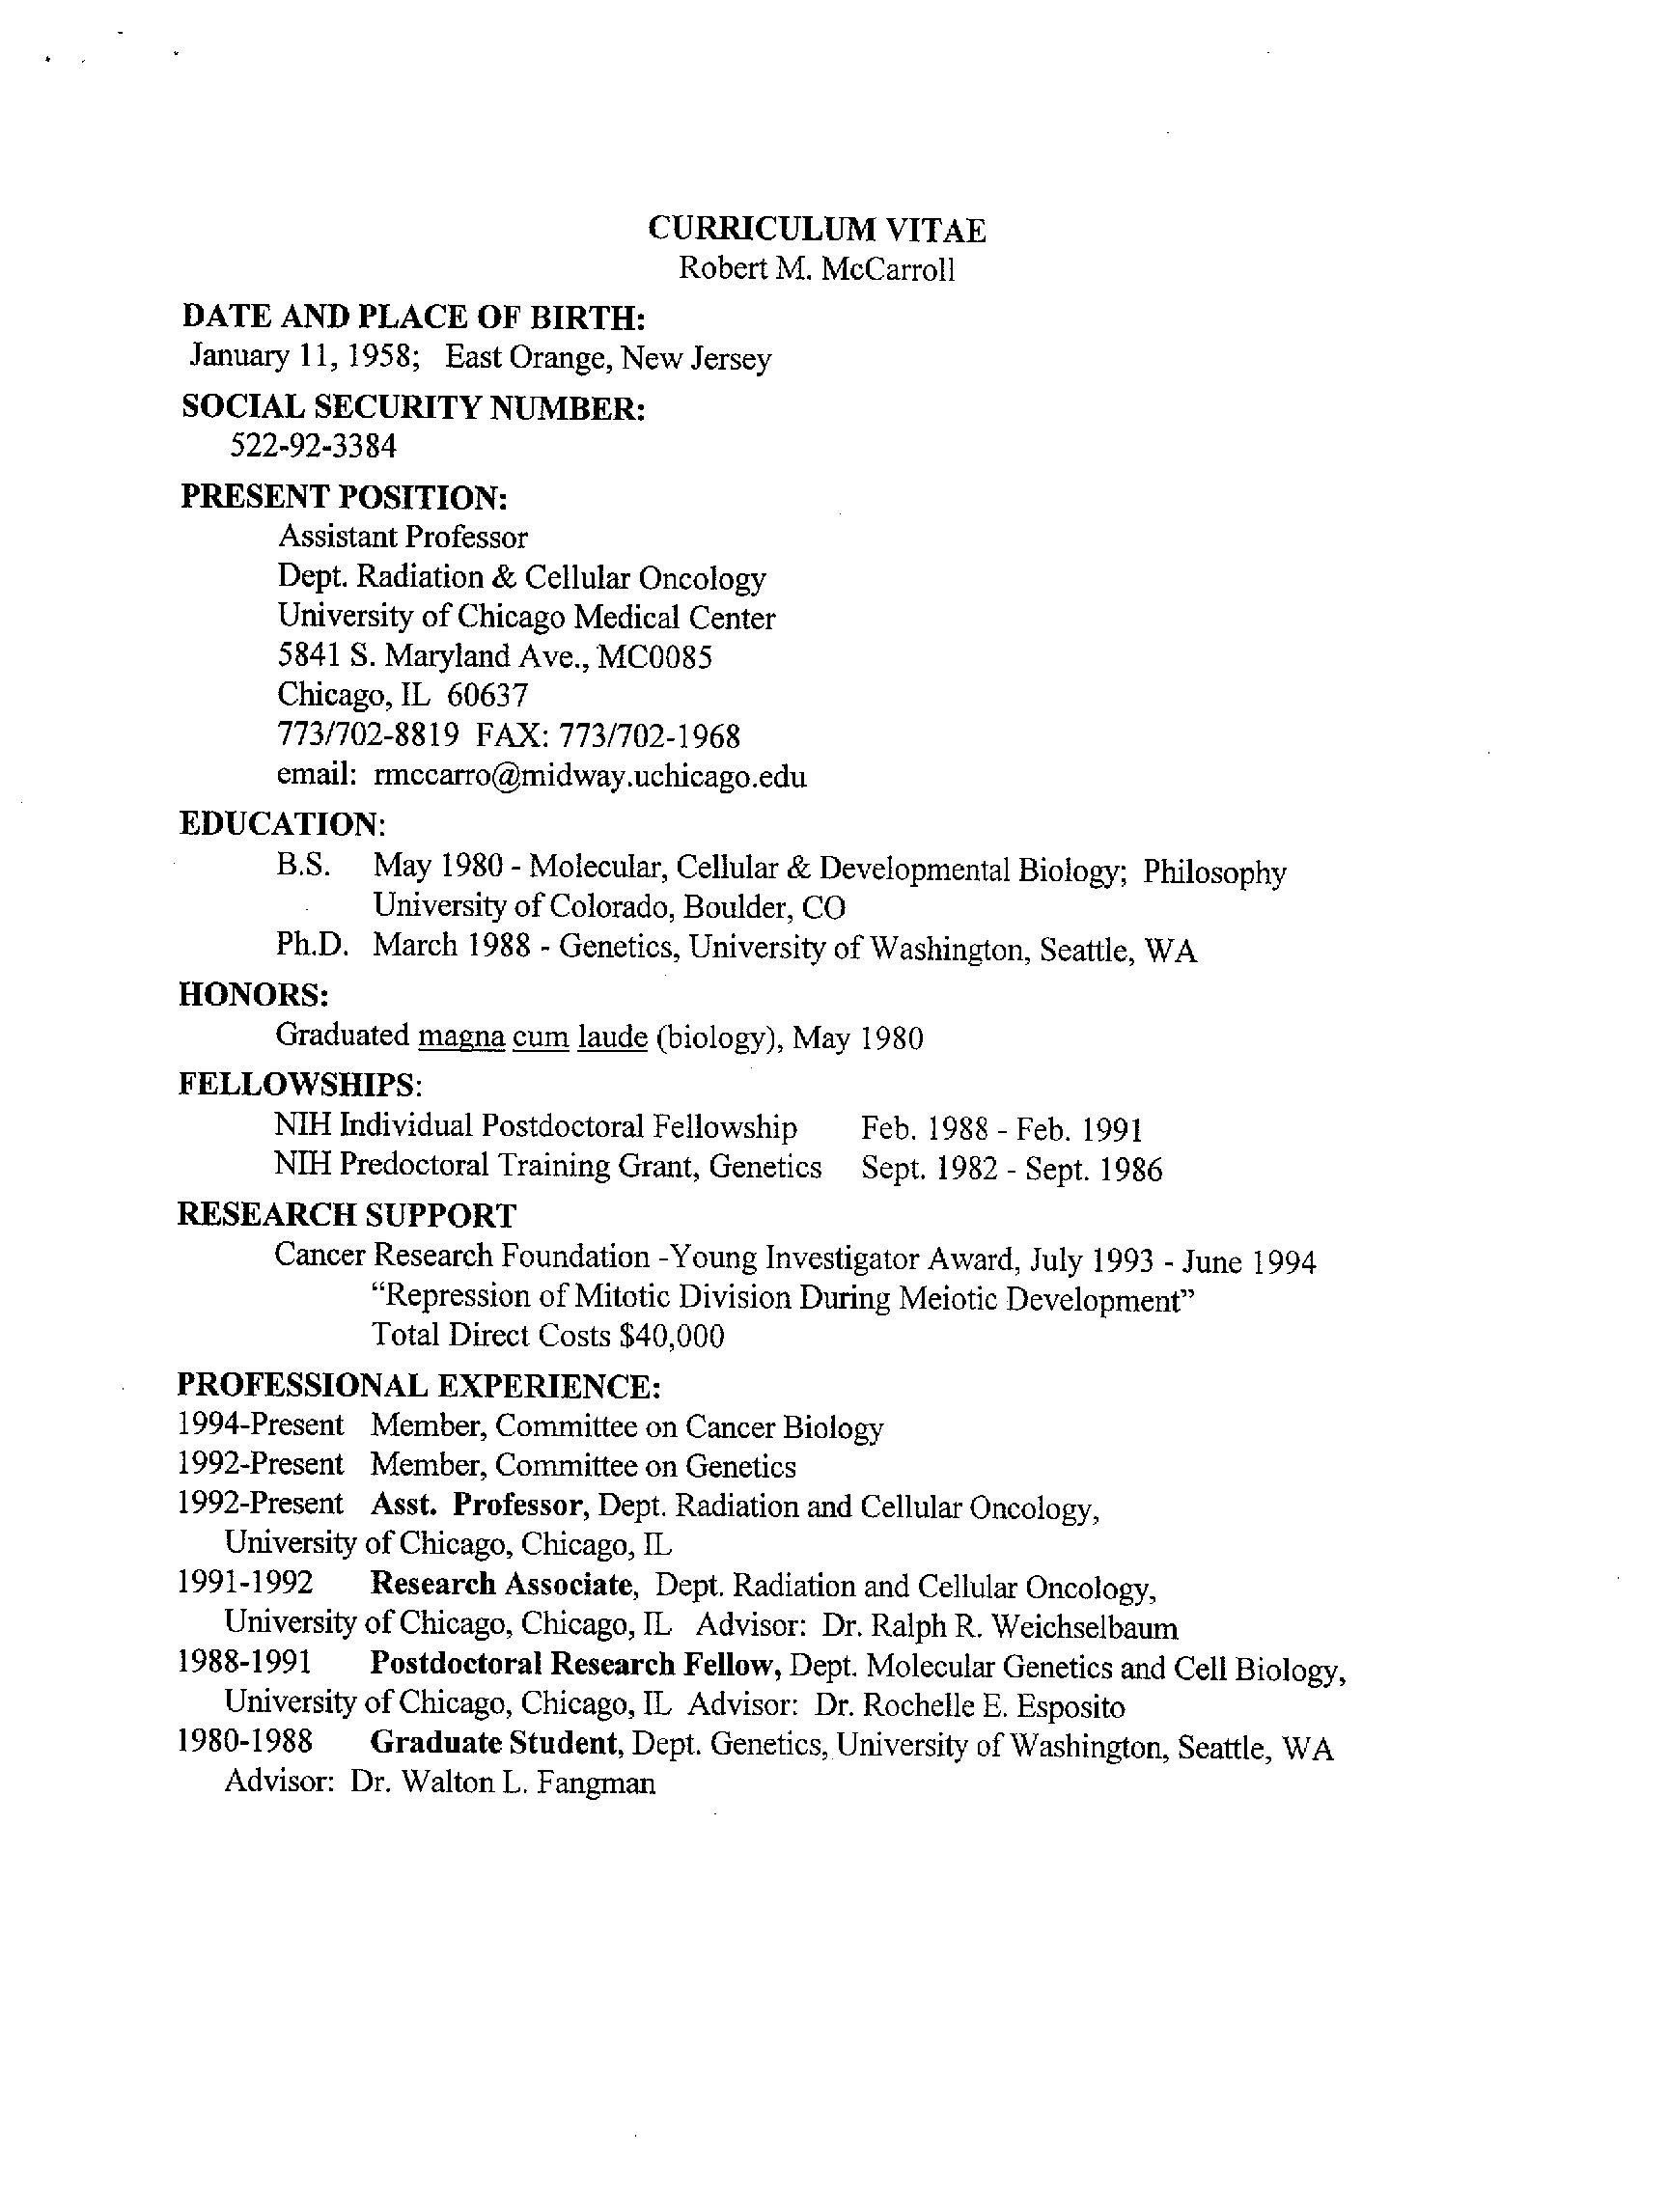 CURRICULUM VITAE
Robert M. McCarroll
DATE AND PLACE OF BIRTH:
January 11, 1958; East Orange, New Jersey
SOCIAL SECURITY NUMBER:
522-92-3384
PRESENT POSITION:
Assistant Professor
Dept. Radiation & Cellular Oncology
University of Chicago Medical Center
5841 S. Maryland Ave., MC0085
Chicago, IL 60637
773/702-8819 FAX: 773/702-1968
email: rmccarro@midway.uchicago.edu
EDUCATION:
B.S. May 1980 - Molecular, Cellular & Developmental Biology; Philosophy
University of Colorado, Boulder, CO
Ph.D. March 1988 - Genetics, University of Washington, Seattle, WA
HONORS:
Graduated magna cum laude (biology), May 1980
FELLOWSHIPS:
NIH Individual Postdoctoral Fellowship Feb. 1988 - Feb. 1991
NIH Predoctoral Training Grant, Genetics Sept. 1982 - Sept. 1986
RESEARCH SUPPORT
Cancer Research Foundation -Young Investigator Award, July 1993 - June 1994
“Repression of Mitotic Division During Meiotic Development”
Total Direct Costs $40,000
PROFESSIONAL EXPERIENCE:
1994-Present Member, Committee on Cancer Biology
1992-Present Member, Committee on Genetics
1992-Present Asst. Professor, Dept. Radiation and Cellular Oncology,
University of Chicago, Chicago, IL
1991-1992 Research Associate, Dept. Radiation and Cellular Oncology,
University of Chicago, Chicago, IL Advisor: Dr. Ralph R. Weichselbaum
1988-1991 Postdoctoral Research Fellow, Dept. Molecular Genetics and Cell Biology,
University of Chicago, Chicago, IL Advisor: Dr. Rochelle E. Esposito
1980-1988 Graduate Student, Dept. Genetics, University of Washington, Seattle, WA
Advisor: Dr. Walton L. Fangman